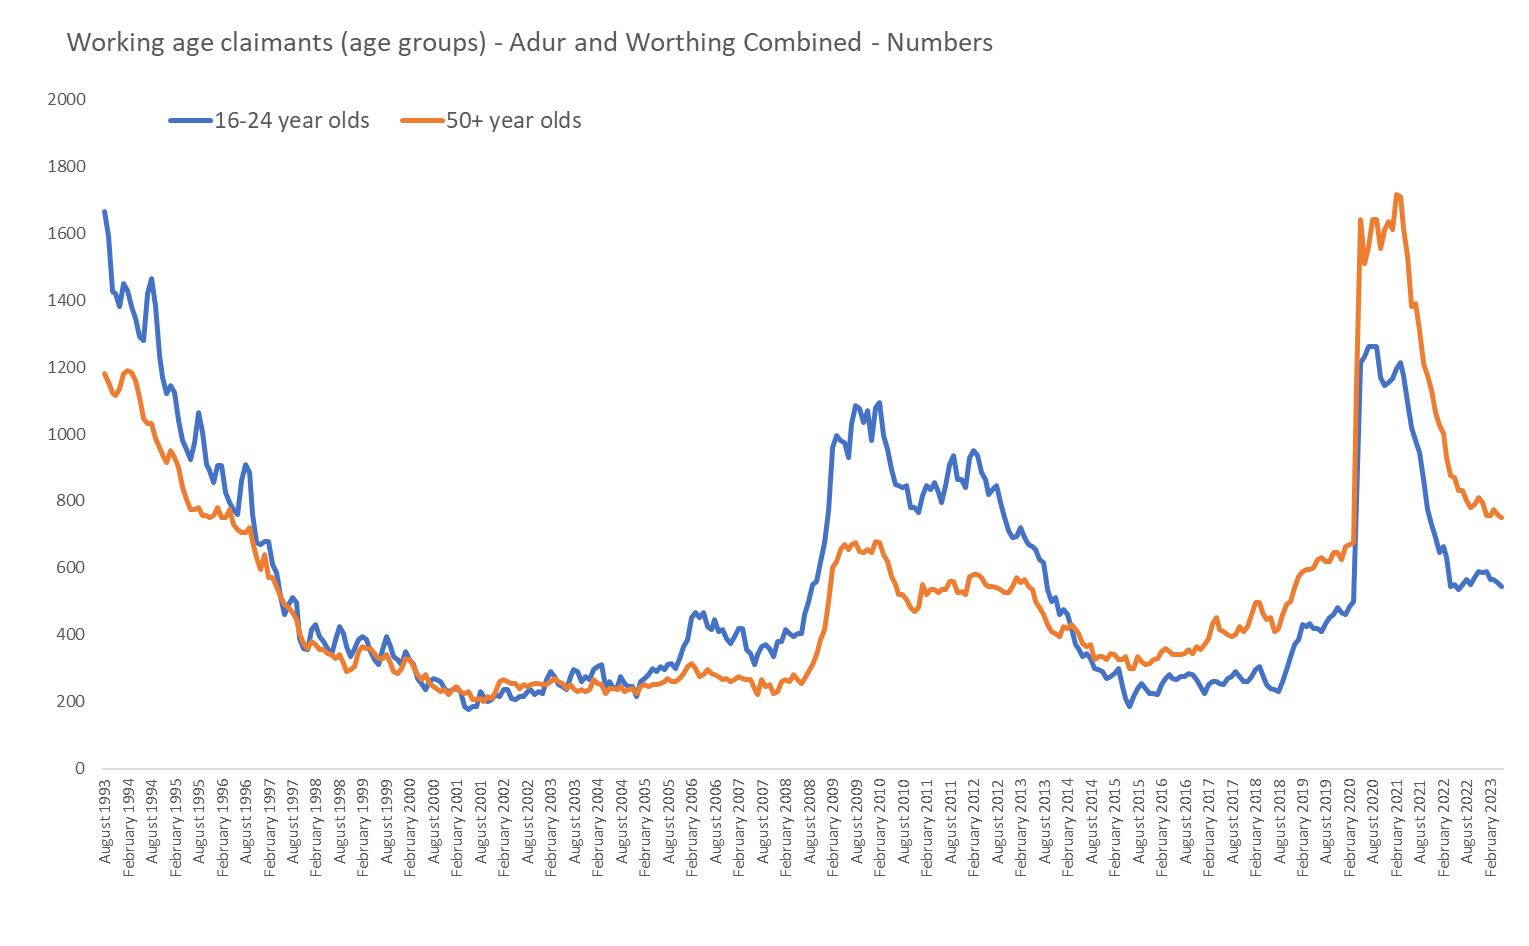 Working age claimants (age groups) - Adur and Worthing Combined - Numbers
2000
16-24 year olds 50+ year olds
1800
1600
1400
1200
1000
800
600
400
200
0
August 1993
February 1994
August 1994
February 1995
August 1995
February 1996
August 1996
February 1997
August 1997
February 1998
August 1998
February 1999
August 1999
February 2000
August 2000
February 2001
August 2001
February 2002
August 2002
February 2003
August 2003
February 2004
August 2004
February 2005
August 2005
February 2006
August 2006
February 2007
August 2007
February 2008
August 2008
February 2009
August 2009
February 2010
August 2010
February 2011
August 2011
February 2012
August 2012
February 2013
August 2013
February 2014
August 2014
February 2015
August 2015
February 2016
August 2016
February 2017
August 2017
February 2018
August 2018
February 2019
August 2019
February 2020
August 2020
February 2021
August 2021
February 2022
August 2022
February 2023